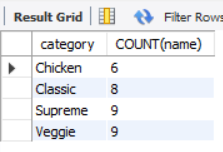 Result Grid Filter Rows
category COUNT(name)
Chicken 6
Classic 8
Supreme 9
Veggie 9